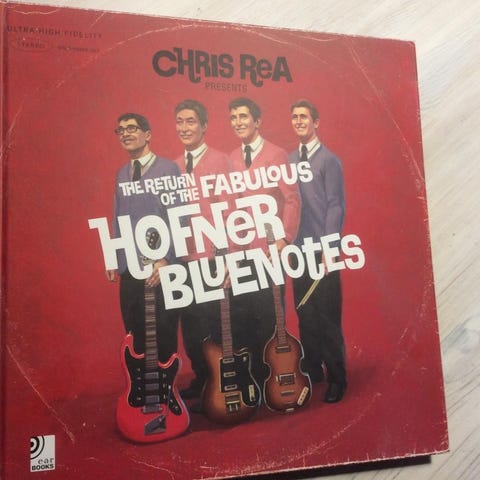 ULTRA HIGH FIDELITY
STEREO
CHRIS ReA
PRESENTS
THE RETURN
OF THE FABULOUS
HOFNeR
BLUeNOteS
ear
BOOKS